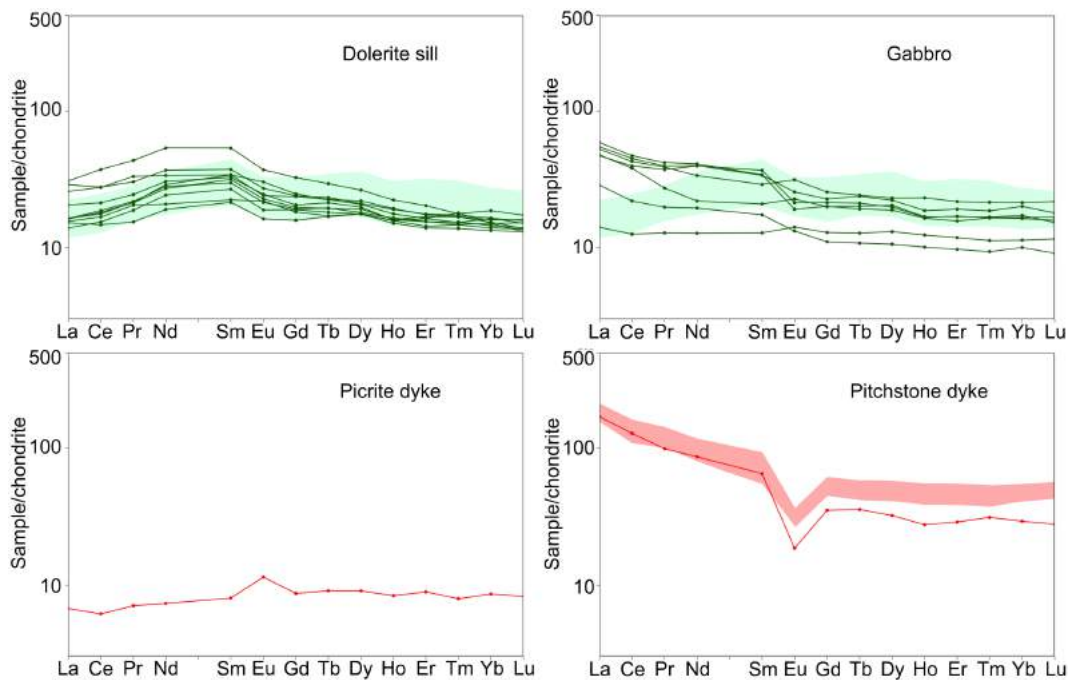 500
Dolerite sill
Sample/chondrite
100
10
La Ce Pr Nd Sm Eu Gd Tb Dy Ho Er Tm Yb Lu
500
Gabbro
Sample/chondrite
100
10
La Ce Pr Nd Sm Eu Gd Tb Dy Ho Er Tm Yb Lu
500
Picrite dyke
Sample/chondrite
100
10
La Ce Pr Nd Sm Eu Gd Tb Dy Ho Er Tm Yb Lu
500
Pitchstone dyke
Sample/chondrite
100
10
La Ce Pr Nd Sm Eu Gd Tb Dy Ho Er Tm Yb Lu